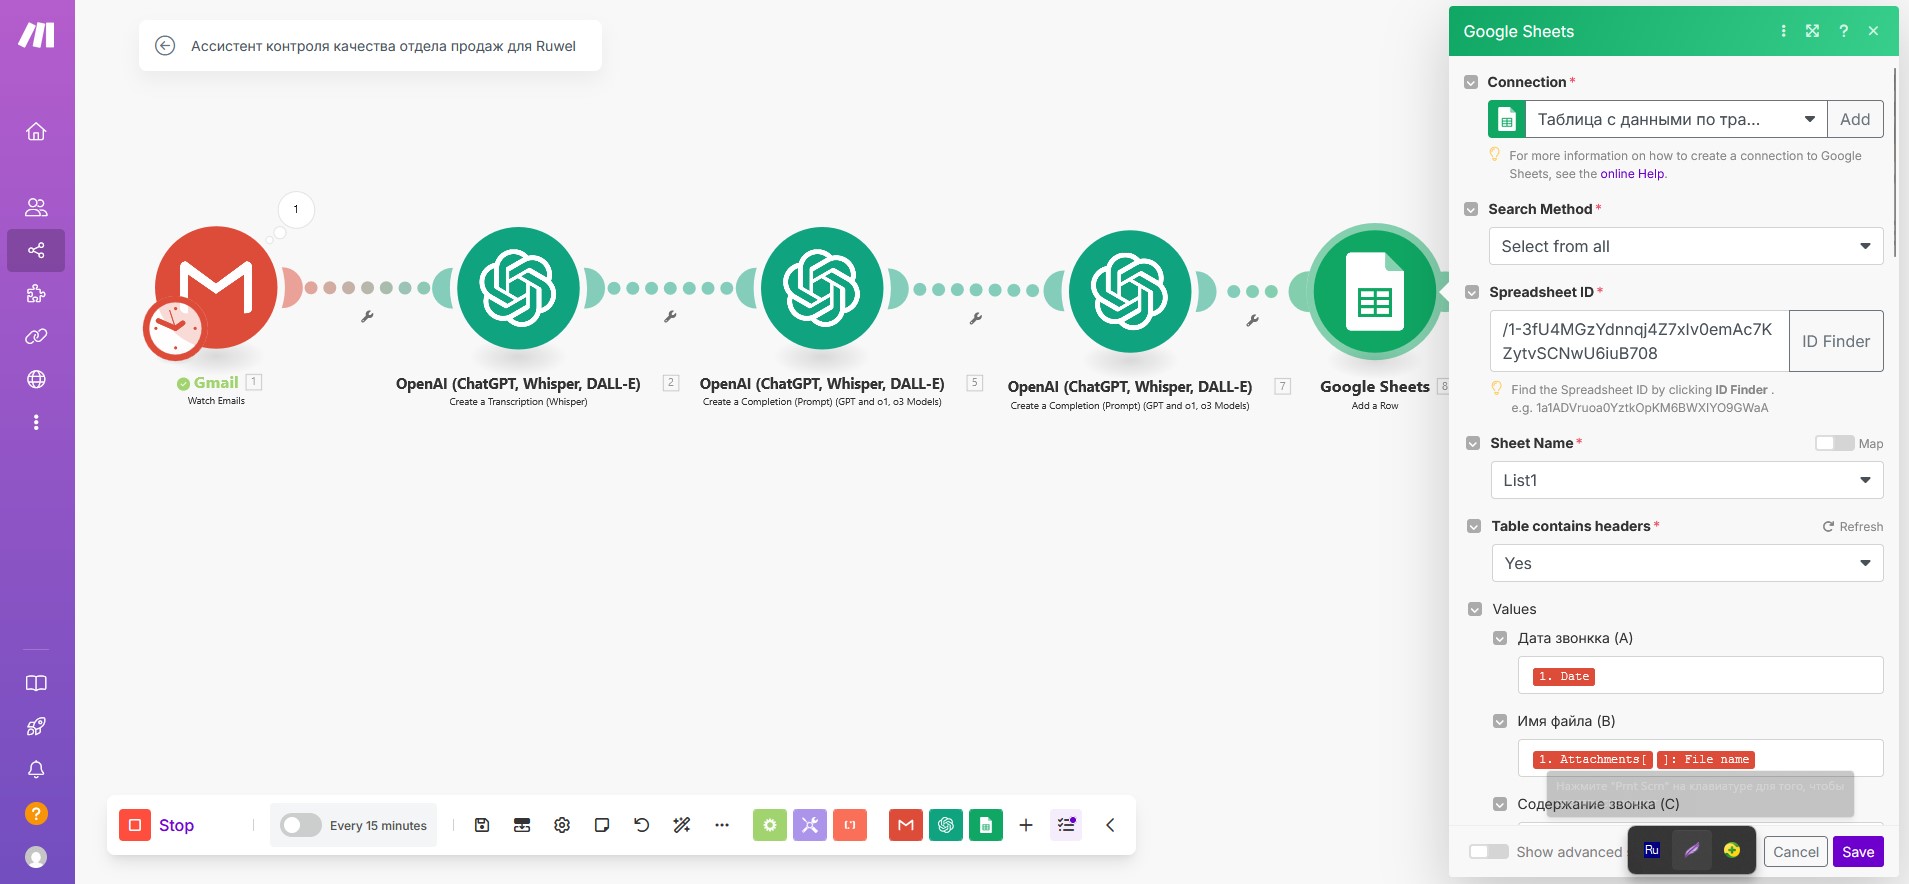 Ассистент контроля качества отдела продаж для Ruwel
1
Gmail
1
Watch Emails
OpenAI (ChatGPT, Whisper, DALL-E)
2
Create a Transcription (Whisper)
OpenAI (ChatGPT, Whisper, DALL-E)
5
Create a Completion (Prompt) (GPT and o1, o3 Models)
OpenAI (ChatGPT, Whisper, DALL-E)
7
Create a Completion (Prompt) (GPT and o1, o3 Models)
Google Sheets
8
Add a Row
Stop
Every 15 minutes
Google Sheets
?
Connection*
Таблица с данными по тра...
Add
For more information on how to create a connection to Google
Sheets, see the online Help.
Search Method*
Select from all
Spreadsheet ID*
/1-3fU4MGzYdnnqj4Z7xlv0emAc7K
ZytvSCNwU6iuB708
ID Finder
Find the Spreadsheet ID by clicking ID Finder .
e.g. 1a1ADVruoa0YztkOpKM6BWXIYO9GWaA
Sheet Name*
Map
List1
Table contains headers*
Refresh
Yes
Values
Дата звонкка (A)
1. Date
Имя файла (B)
1. Attachments[ ]: File name
Нажмите "Prnt Scrn" на клавиатуре для того, чтобы
Содержание звонка (C)
Show advanced
Ru
Cancel
Save
?